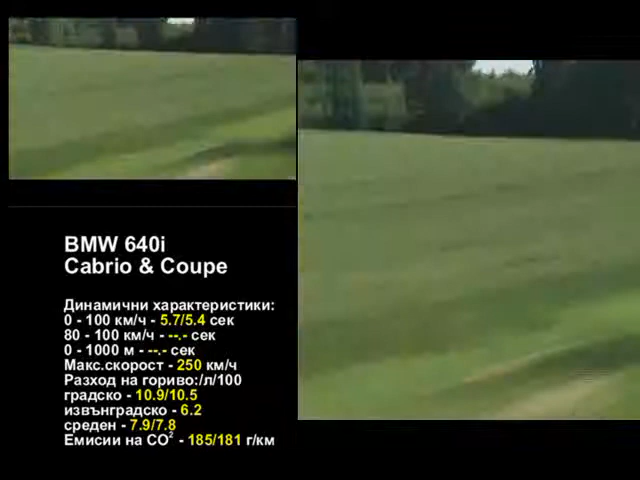 BMW 640i
Cabrio & Coupe
Динамични характеристики:
0 - 100 км/ч - 5.7/5.4 сек
80 - 100 км/ч - --.- сек
0 - 1000 м - --.- сек
Макс.скорост - 250 км/ч
Разход на гориво:/л/100
градско - 10.9/10.5
извънградско - 6.2
среден - 7.9/7.8
Емисии на CO² - 185/181 г/км